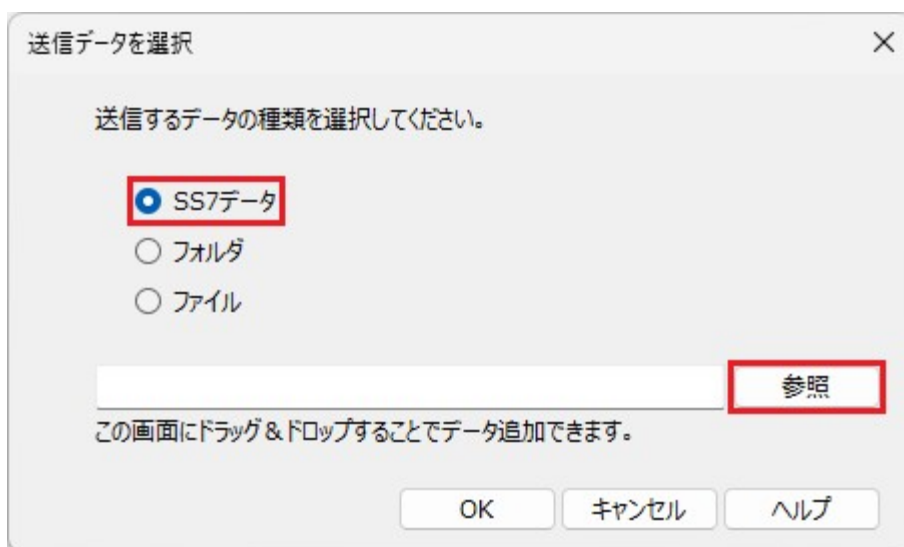 送信データを選択
送信するデータの種類を選択してください。
SS7データ
フォルダ
ファイル
参照
この画面にドラッグ＆ドロップすることでデータ追加できます。
OK キャンセル ヘルプ